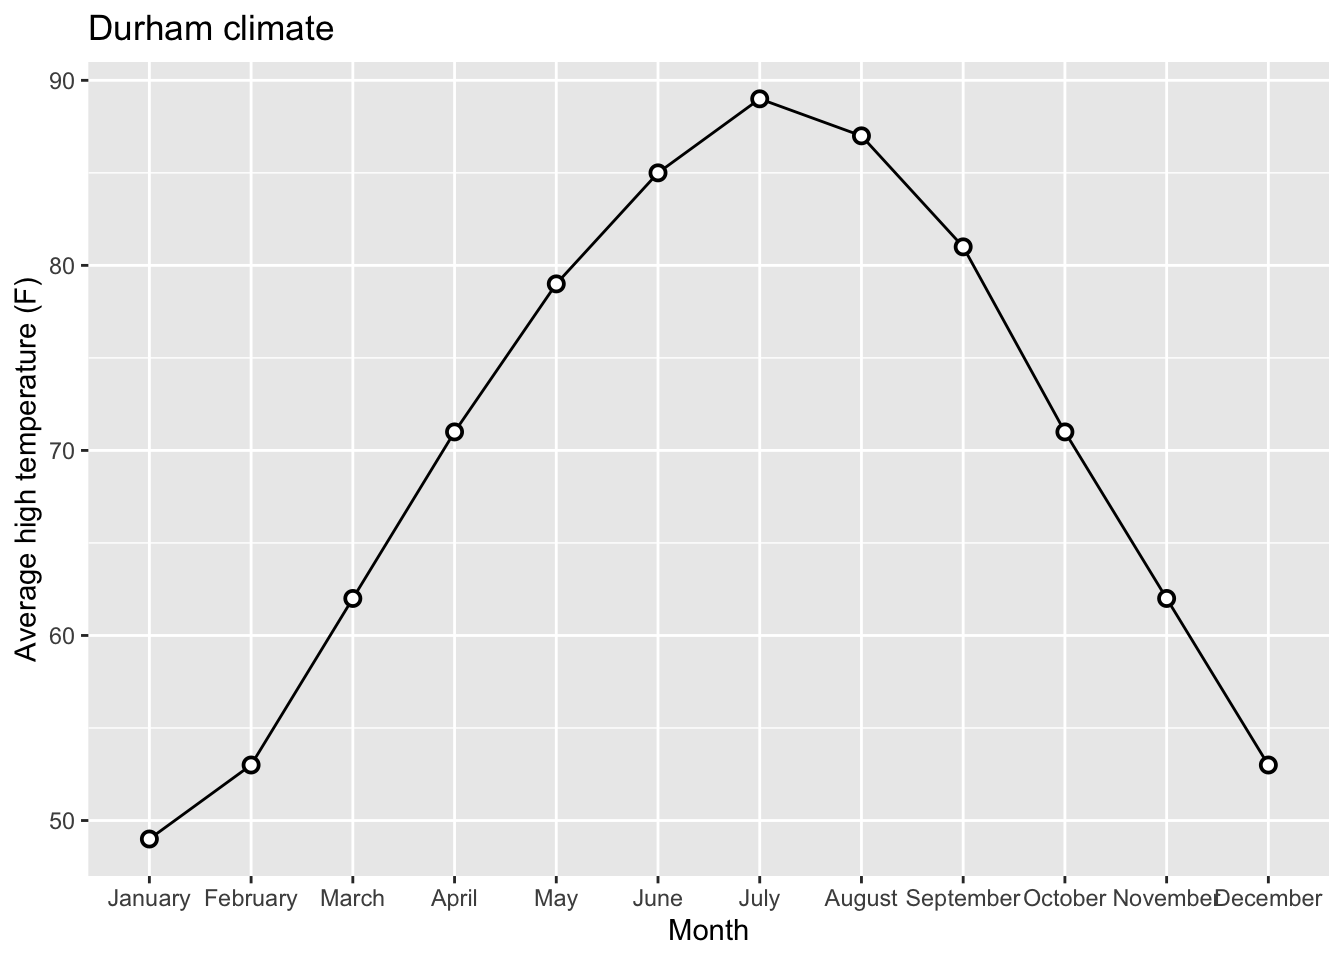 Durham climate
90
80
70
60
50
Average high temperature (F)
January February March April May June July August September October November December
Month